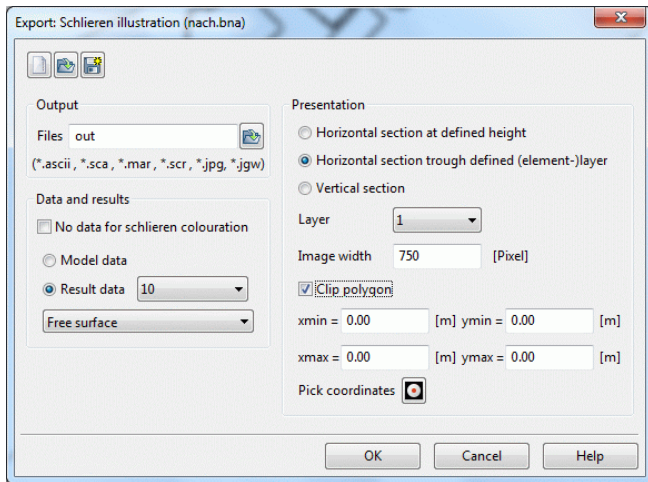 Export: Schlieren illustration (nach.bna)
Output
Files out
(*.ascii , *.sca , *.mar , *.scr , *.jpg, *.jgw)
Data and results
No data for schlieren colouration
Model data
Result data 10
Free surface
Presentation
Horizontal section at defined height
Horizontal section trough defined (element-)layer
Vertical section
Layer 1
Image width 750 [Pixel]
Clip polygon
xmin = 0.00 [m] ymin = 0.00 [m]
xmax = 0.00 [m] ymax = 0.00 [m]
Pick coordinates
OK Cancel Help